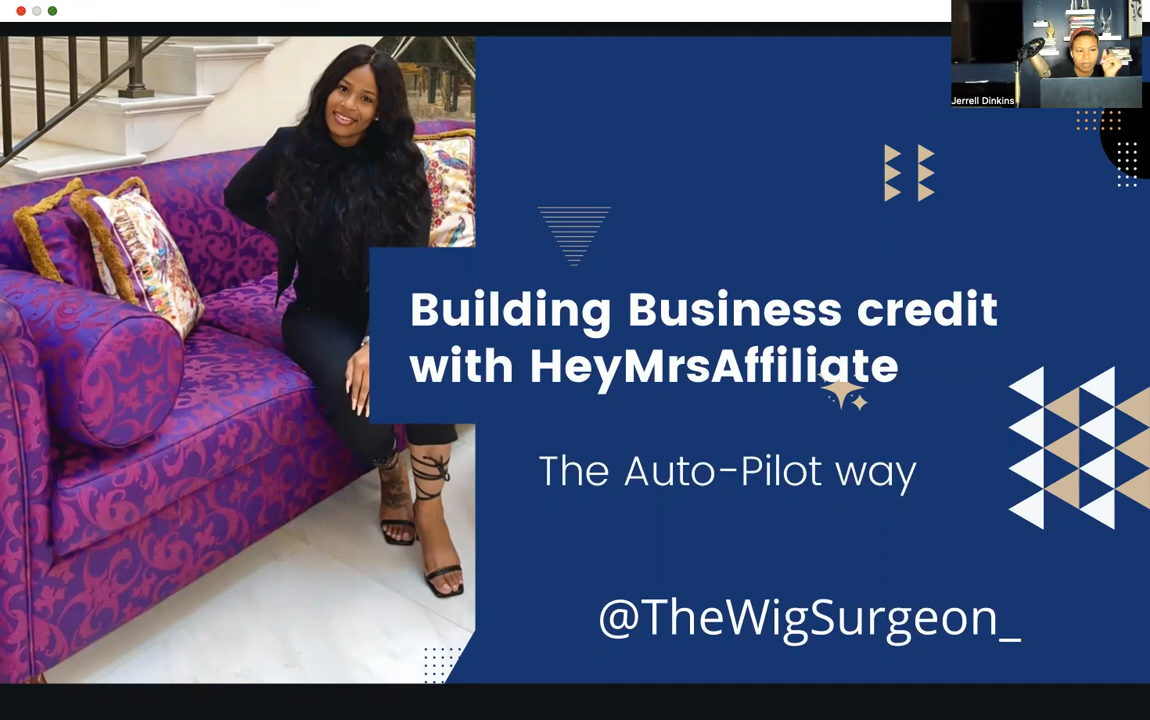 Jerrell Dinkins
Building Business credit
with HeyMrsAffiliate
The Auto-Pilot way
@TheWigSurgeon_